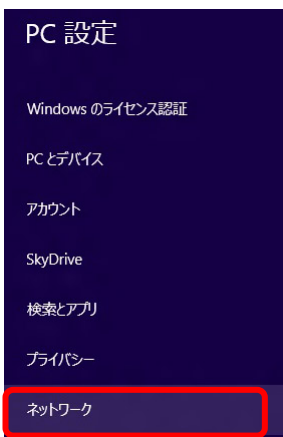 PC 設定
Windows のライセンス認証
PC とデバイス
アカウント
SkyDrive
検索とアプリ
プライバシー
ネットワーク